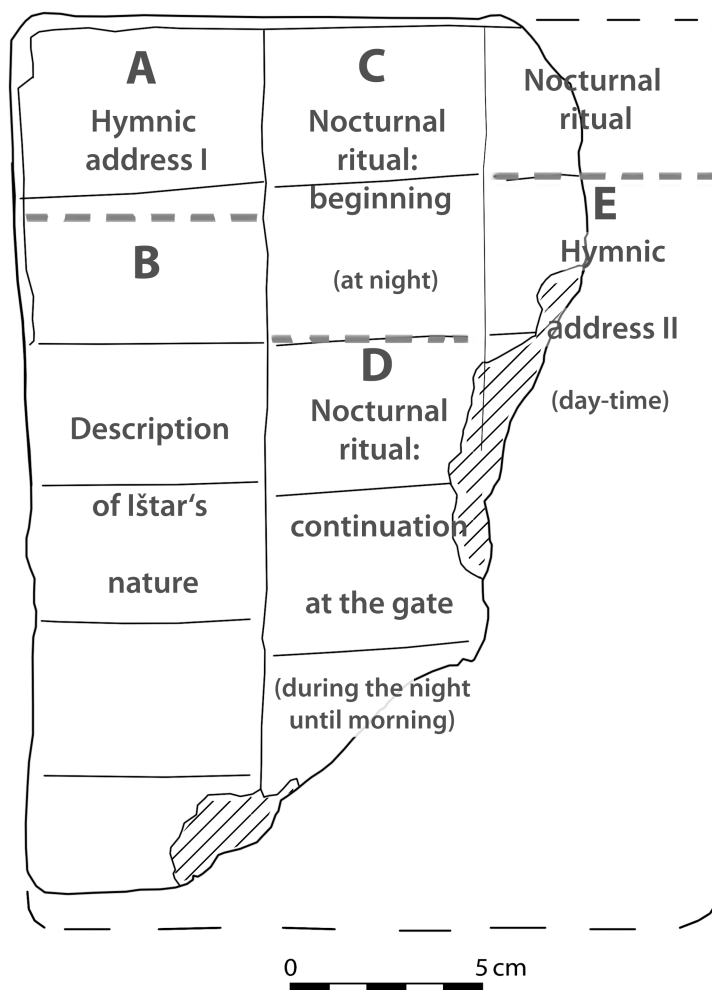 A
Hymnic
address I
B
Description
of Ištar‘s
nature
C
Nocturnal
ritual:
beginning
(at night)
D
Nocturnal
ritual:
continuation
at the gate
(during the night
until morning)
Nocturnal
ritual
E
Hymnic
address II
(day-time)
0 5 cm